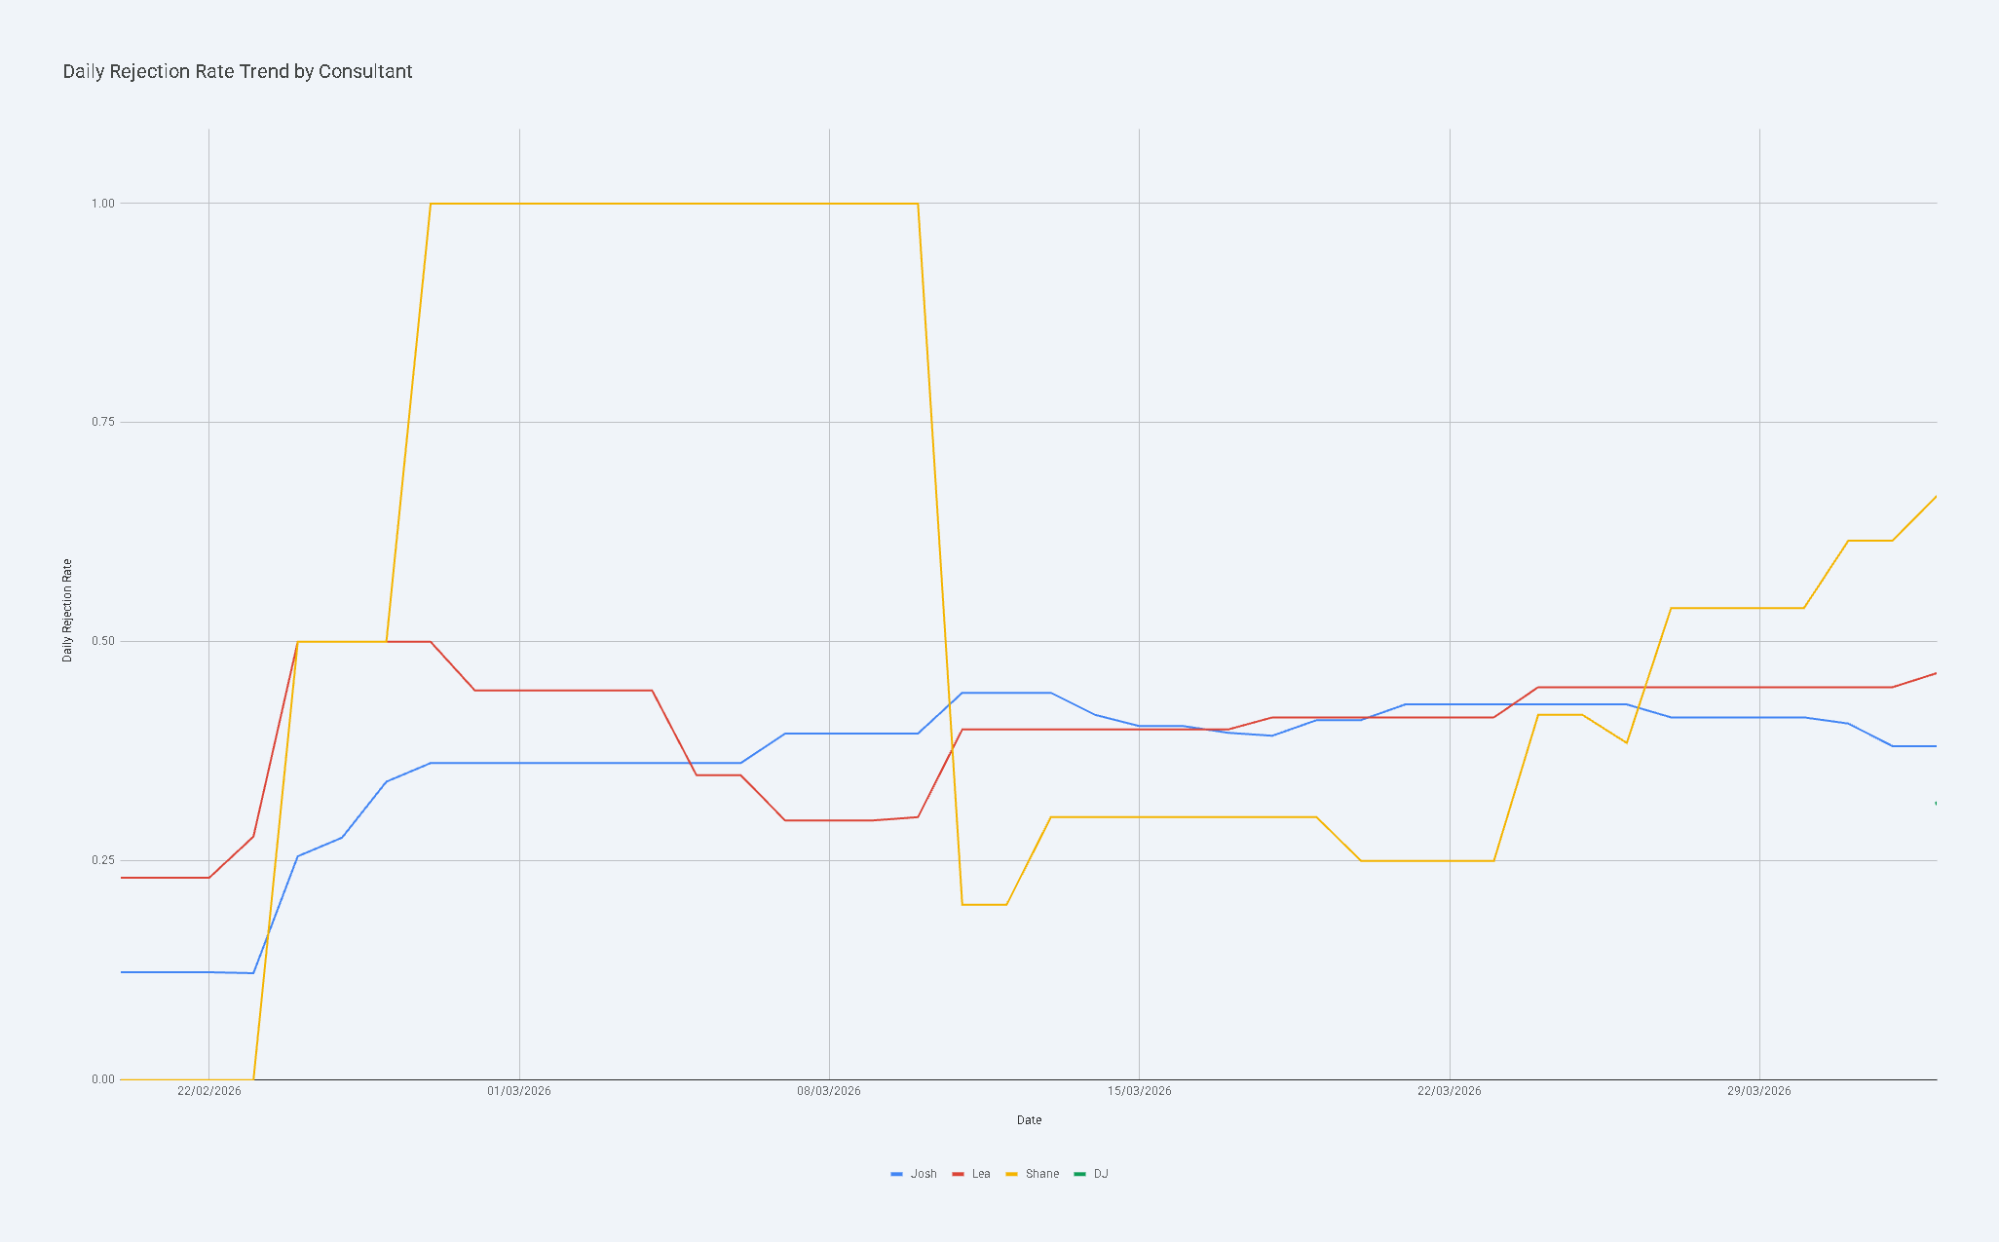 Daily Rejection Rate Trend by Consultant
1.00
0.75
0.50
0.25
0.00
Daily Rejection Rate
22/02/2026 01/03/2026 08/03/2026 15/03/2026 22/03/2026 29/03/2026
Date
Josh Lea Shane DJ